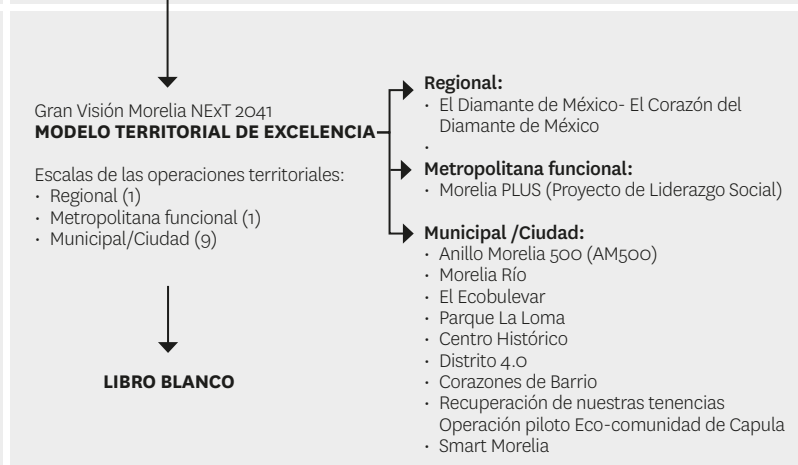 Gran Visión Morelia NExT 2041
MODELO TERRITORIAL DE EXCELENCIA
Escalas de las operaciones territoriales:
· Regional (1)
· Metropolitana funcional (1)
· Municipal/Ciudad (9)
LIBRO BLANCO
Regional:
· El Diamante de México- El Corazón del
Diamante de México
·
Metropolitana funcional:
· Morelia PLUS (Proyecto de Liderazgo Social)
Municipal /Ciudad:
· Anillo Morelia 500 (AM500)
· Morelia Río
· El Ecobulevar
· Parque La Loma
· Centro Histórico
· Distrito 4.0
· Corazones de Barrio
· Recuperación de nuestras tenencias
Operación piloto Eco-comunidad de Capula
· Smart Morelia